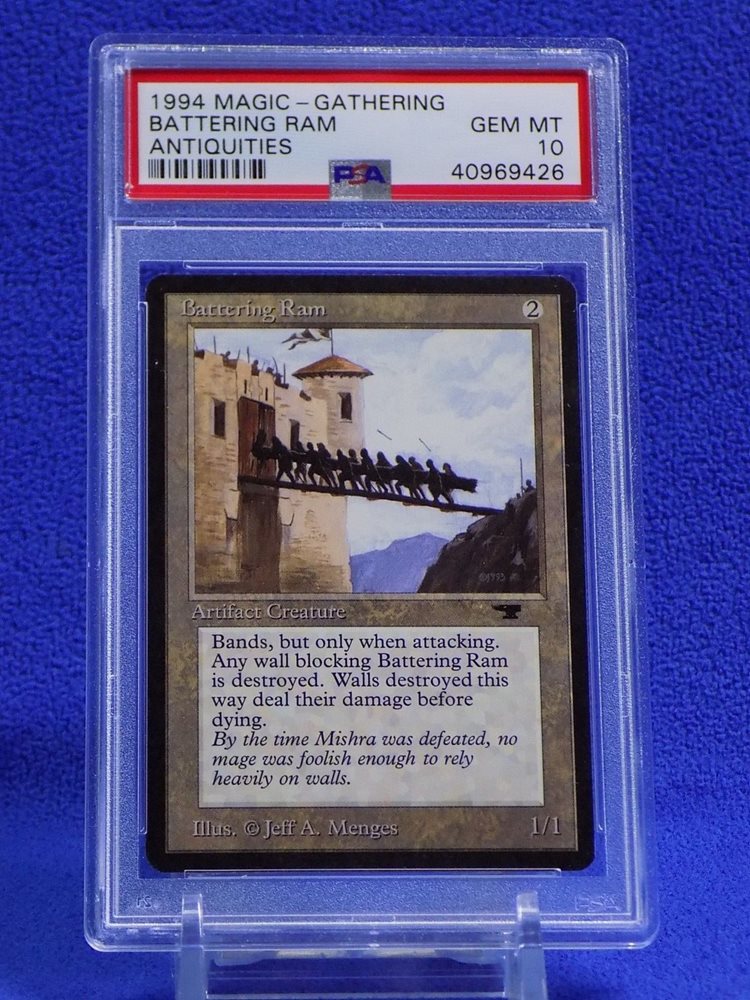 1994 MAGIC - GATHERING
BATTERING RAM GEM MT
ANTIQUITIES 10
PSA 40969426
Battering Ram 2
©1993
Artifact Creature
Bands, but only when attacking.
Any wall blocking Battering Ram
is destroyed. Walls destroyed this
way deal their damage before
dying.
By the time Mishra was defeated, no
mage was foolish enough to rely
heavily on walls.
Illus. © Jeff A. Menges 1/1
PSA